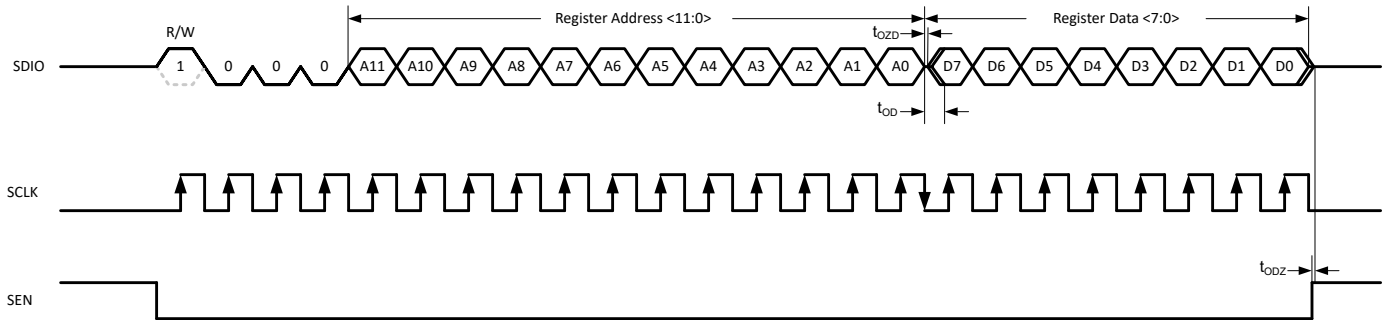 Register Address <11:0> Register Data <7:0>
R/W
tOZD
SDIO 1 0 0 0 A11 A10 A9 A8 A7 A6 A5 A4 A3 A2 A1 A0 D7 D6 D5 D4 D3 D2 D1 D0
tOD
SCLK
tODZ
SEN